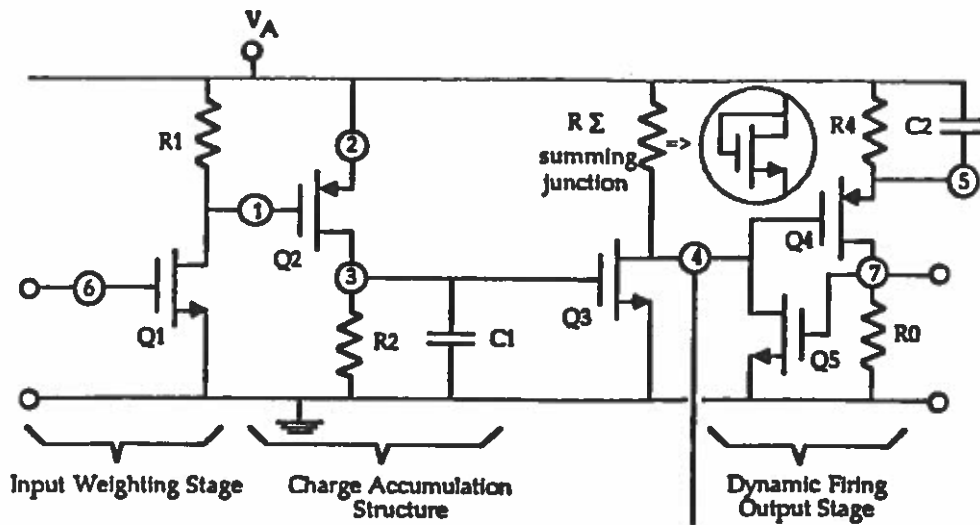 V_A
R1
2
1
Q2
6
Q1
3
R2
C1
R Σ
summing
junction
=>
Q3
4
R4
C2
5
Q4
7
Q5
R0
Input Weighting Stage
Charge Accumulation
Structure
Dynamic Firing
Output Stage